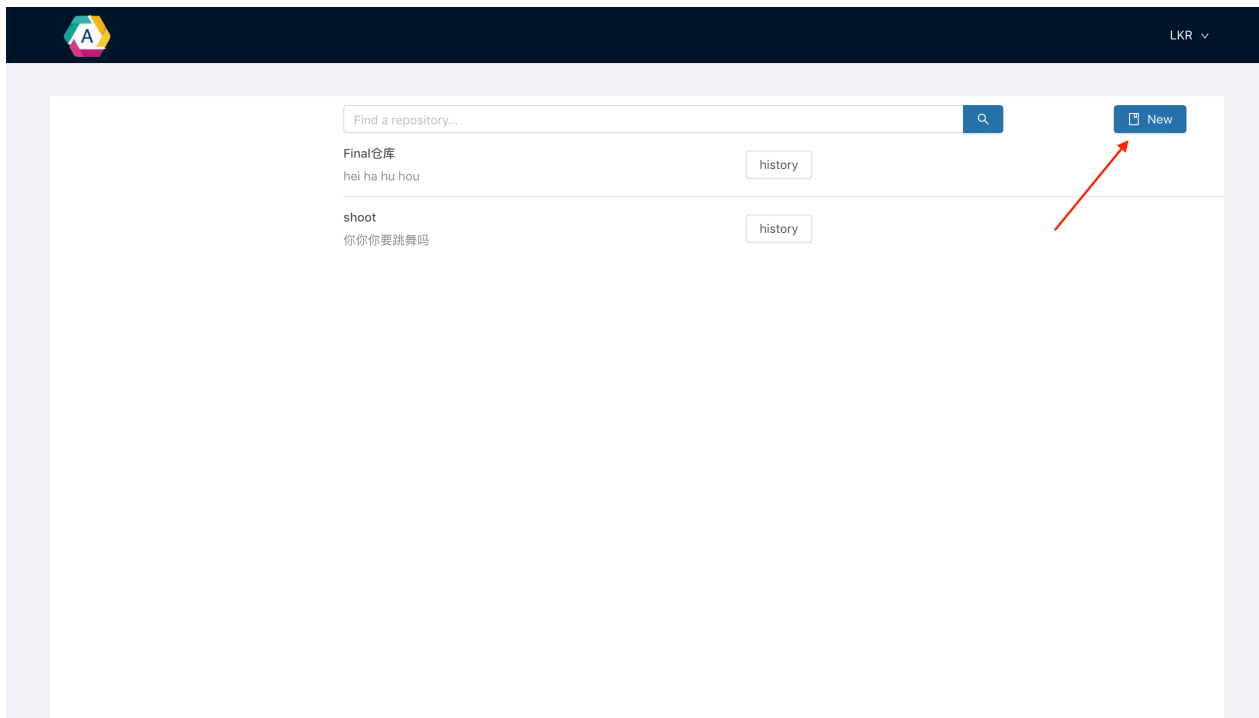 A
LKR
Find a repository...
New
Final仓库
hei ha hu hou
history
shoot
你你你要跳舞吗
history